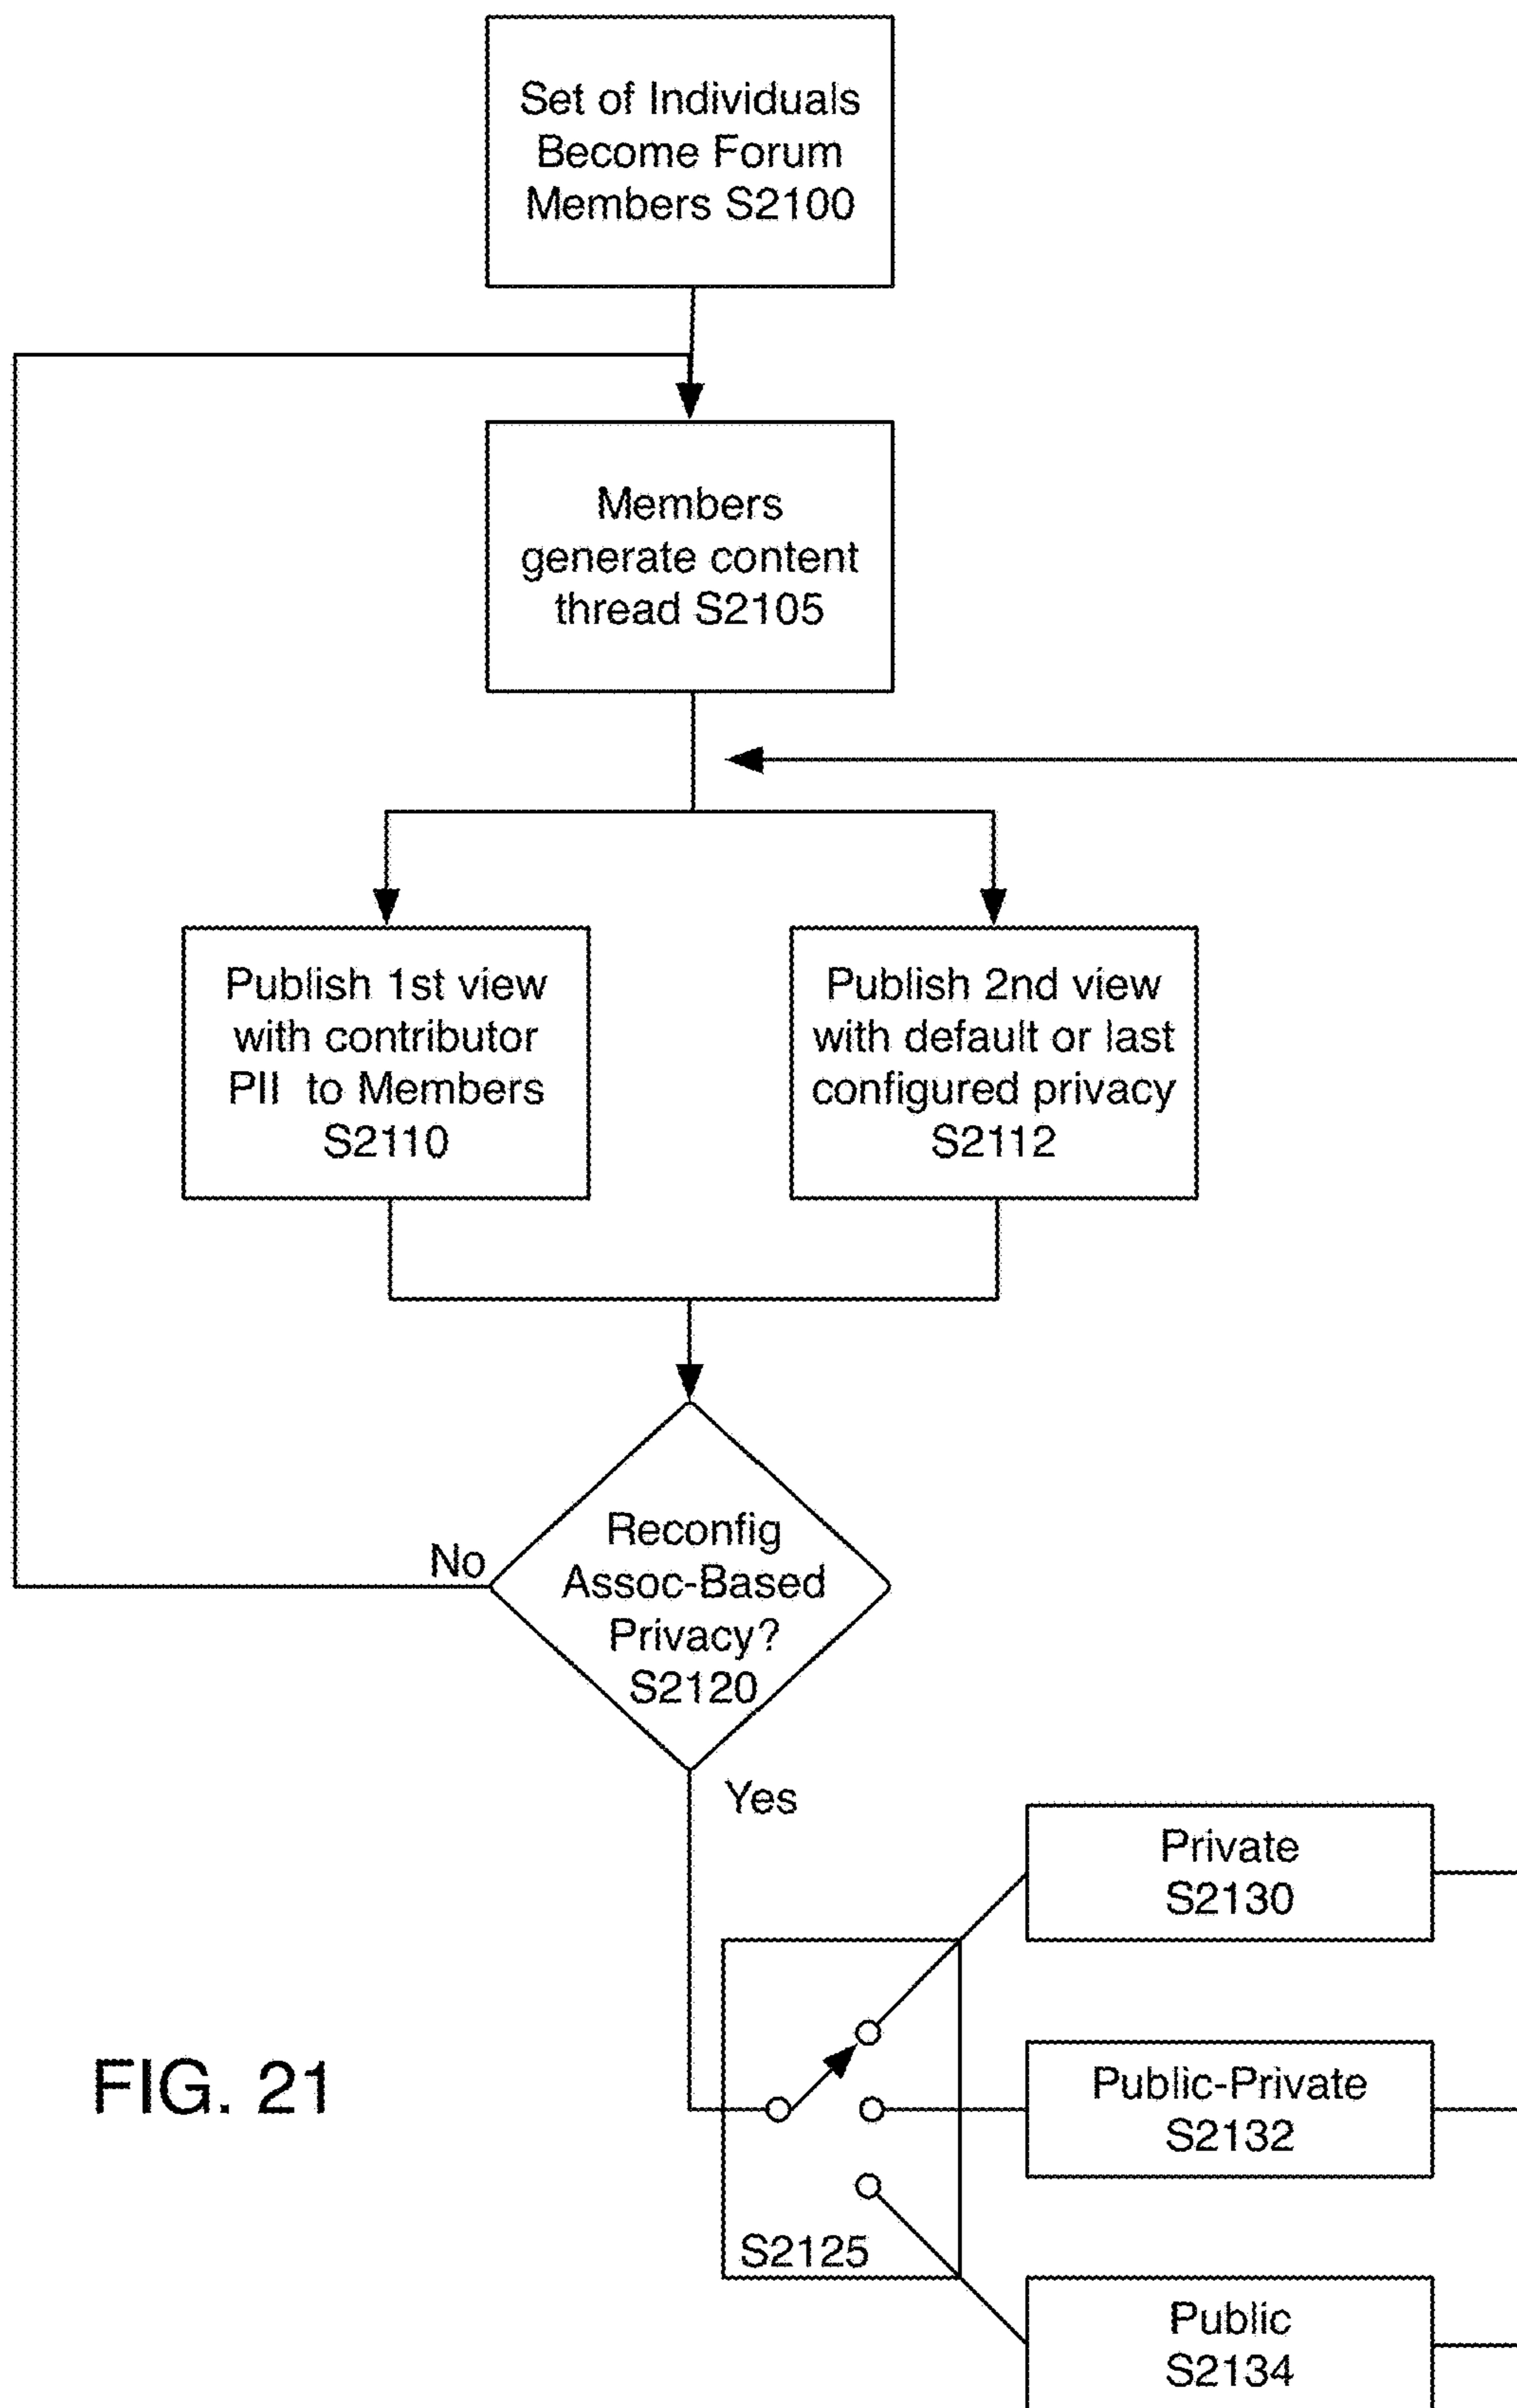 Set of Individuals
Become Forum
Members S2100
Members
generate content
thread S2105
Publish 1st view
with contributor
PII to Members
S2110
Publish 2nd view
with default or last
configured privacy
S2112
Reconfig
Assoc-Based
Privacy?
S2120
No
Yes
Private
S2130
Public-Private
S2132
S2125
Public
S2134
FIG. 21